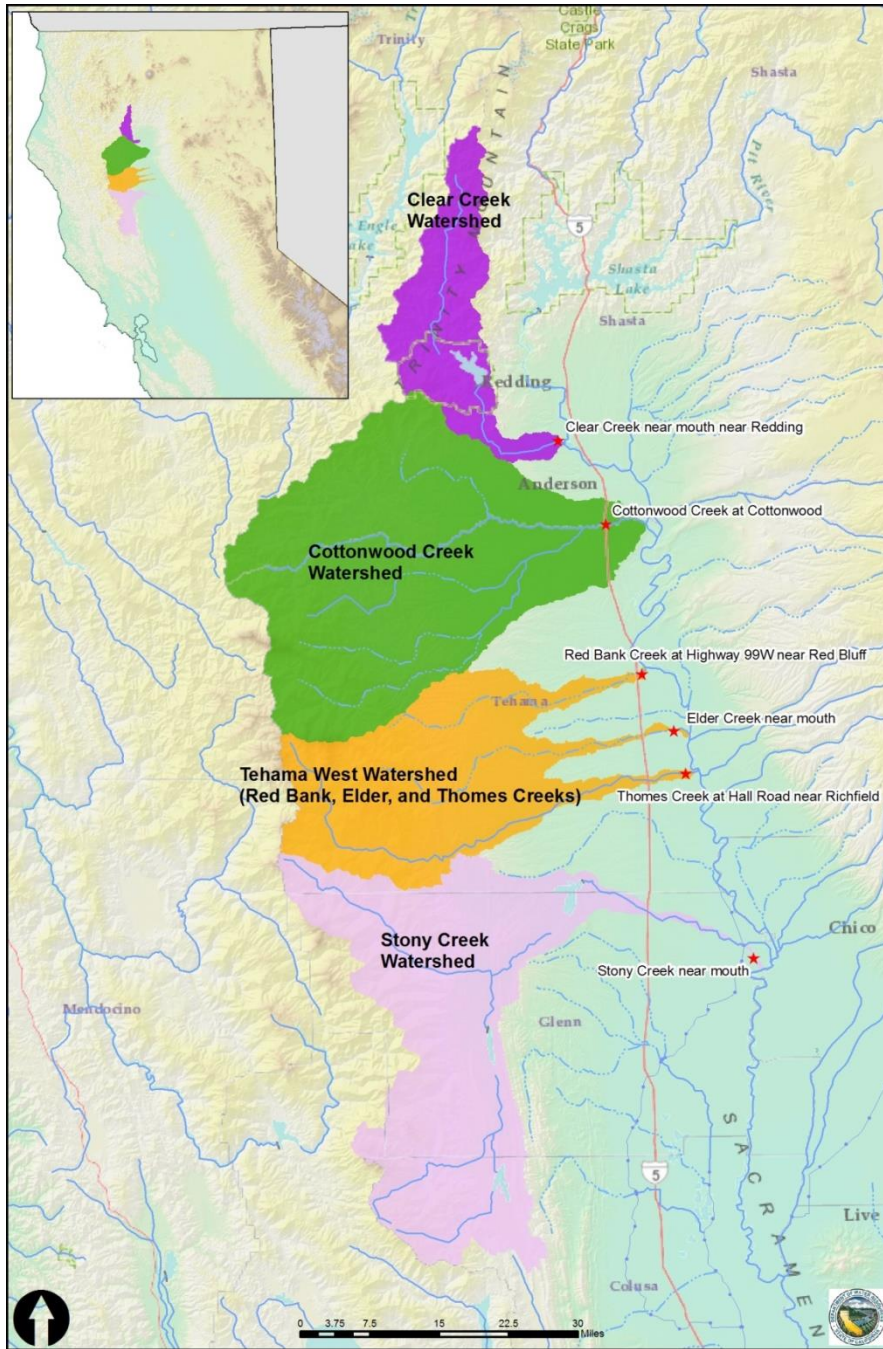 Castle
Crags
State Park
Trinity
Shasta
Pit River
TRINITY MOUNTAIN
Clear Creek
Watershed
Engle
Lake
5
Shasta
Lake
Shasta
Redding
Clear Creek near mouth near Redding
Anderson
Cottonwood Creek at Cottonwood
Cottonwood Creek
Watershed
Red Bank Creek at Highway 99W near Red Bluff
Tehama
Elder Creek near mouth
Tehama West Watershed
(Red Bank, Elder, and Thomes Creeks)
Thomes Creek at Hall Road near Richfield
Stony Creek
Watershed
Chico
Stony Creek near mouth
Mendocino
Glenn
SACRAMEN
5
Live
Colusa
0 3.75 7.5 15 22.5 30
Miles